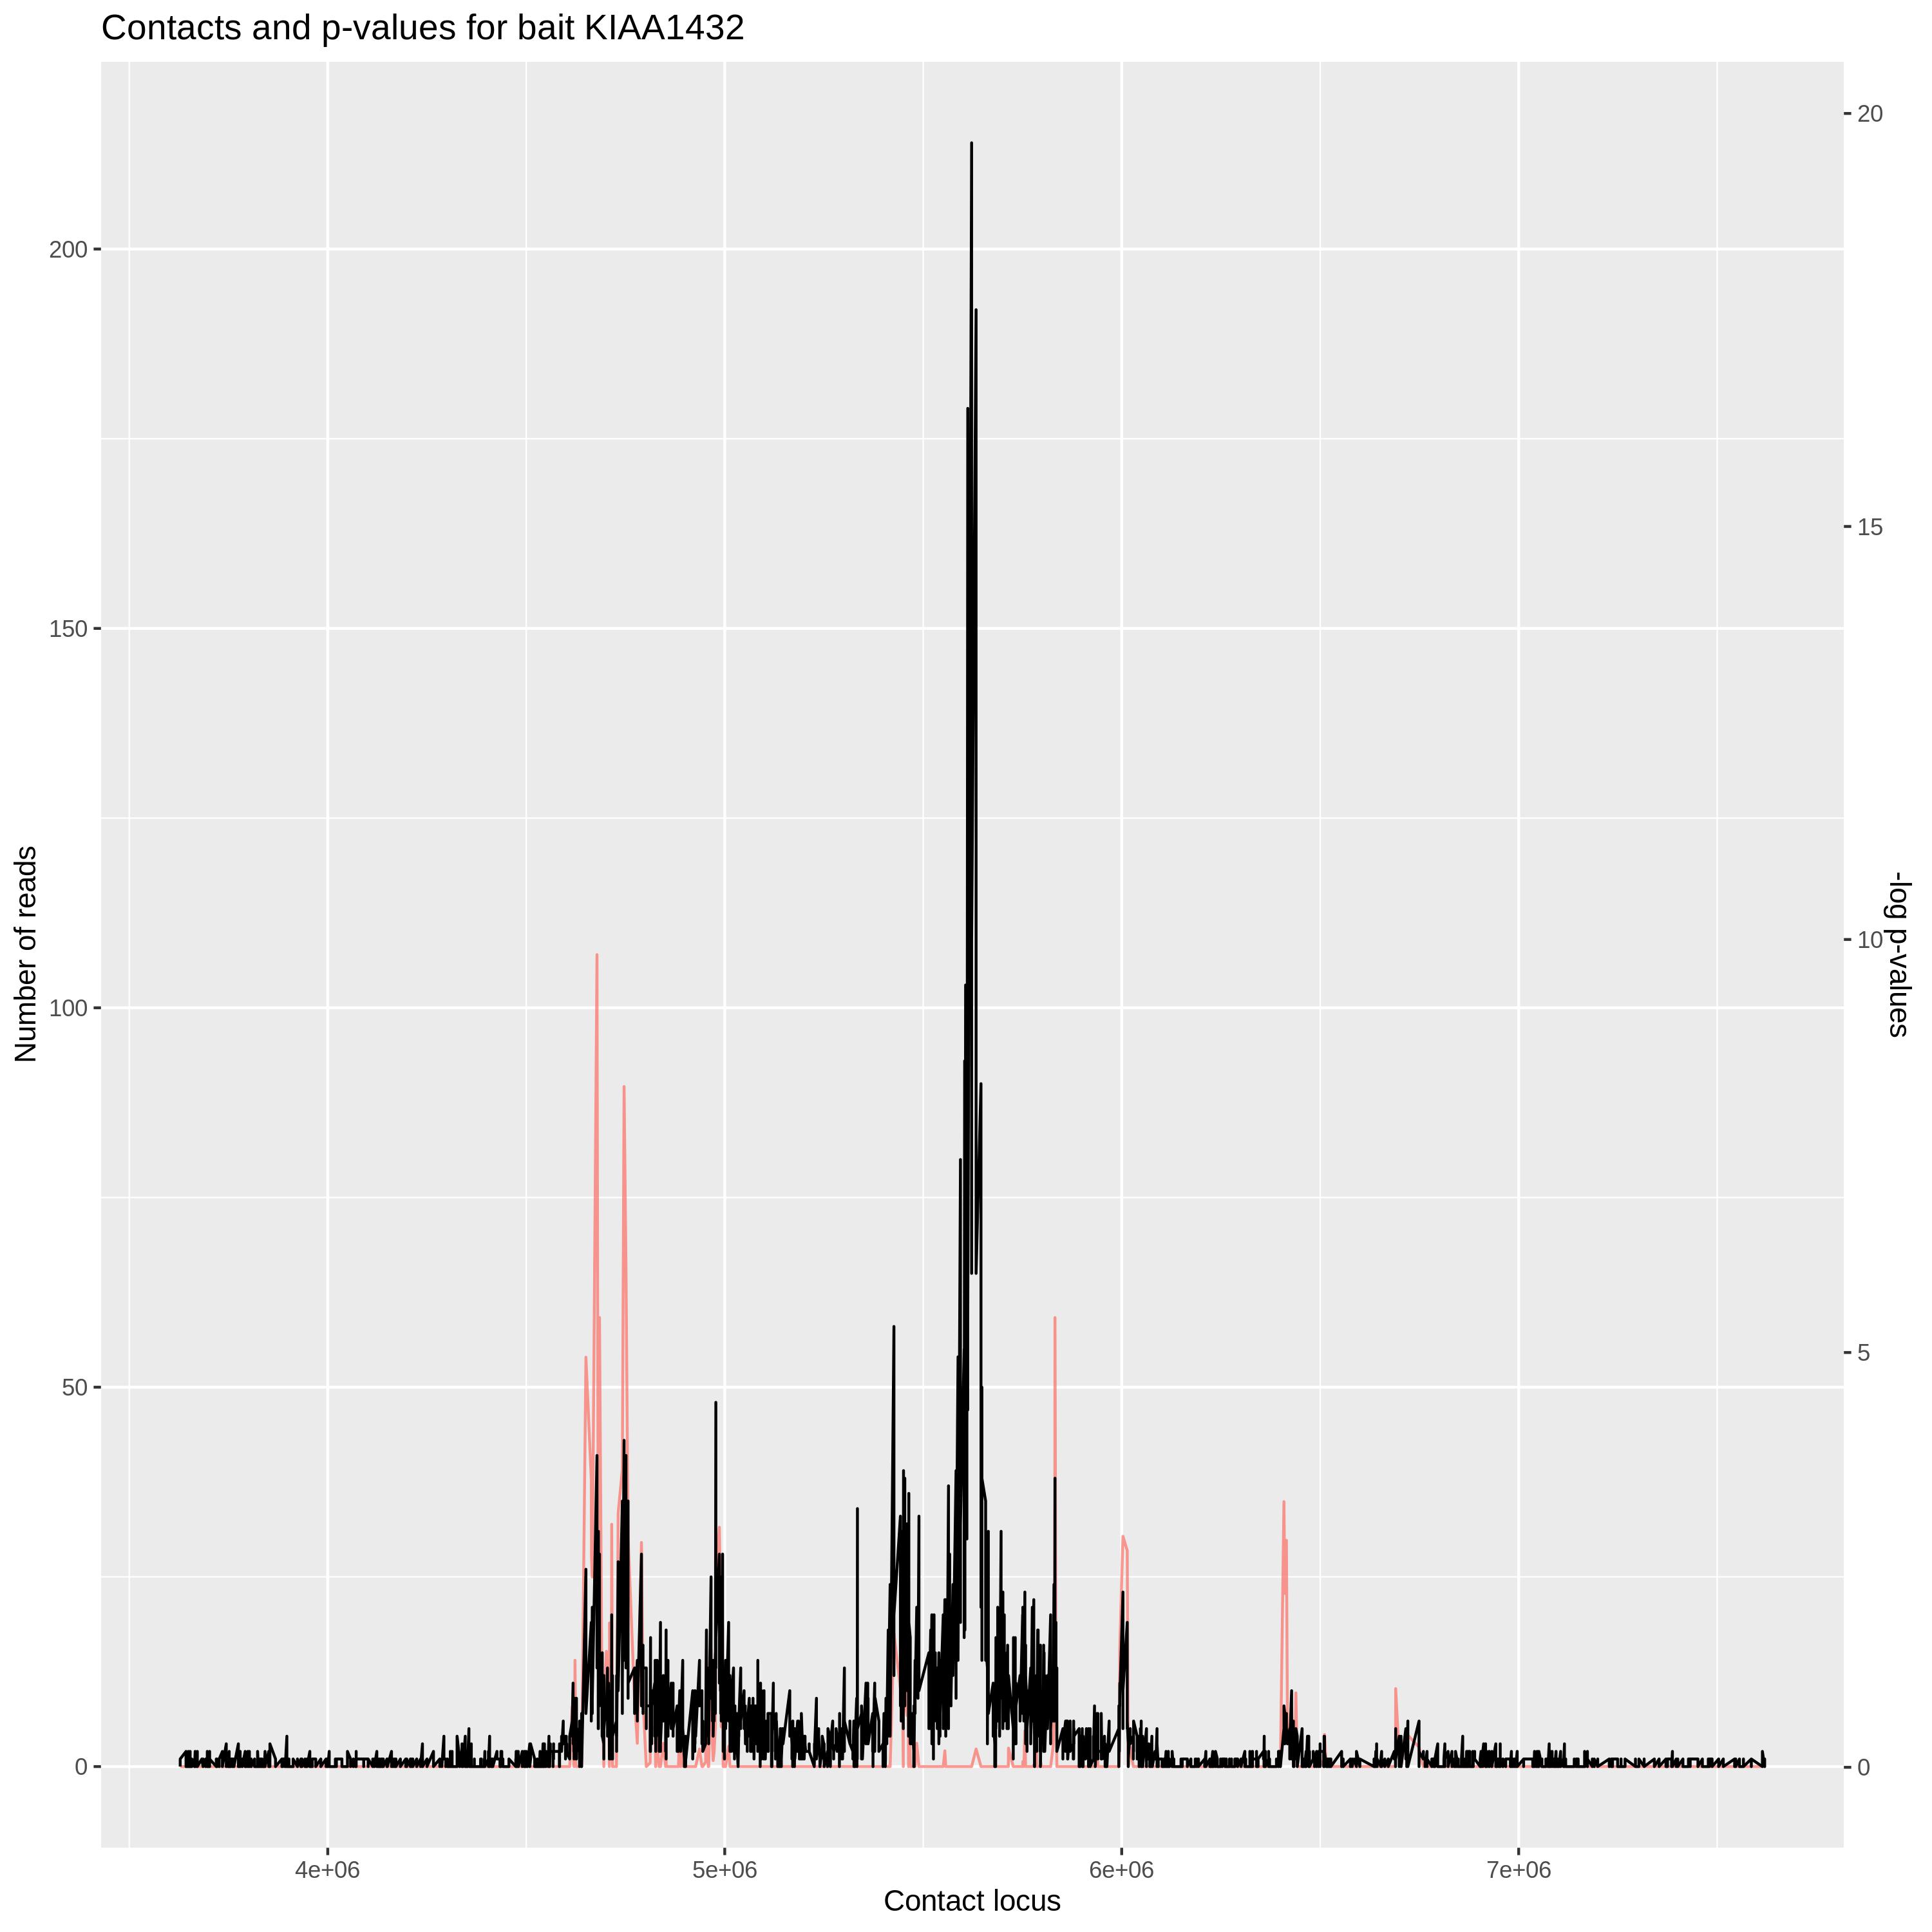 Contacts and p-values for bait KIAA1432
Number of reads
200
150
100
50
0
20
15
10
5
0
-log p-values
4e+06 5e+06 6e+06 7e+06
Contact locus